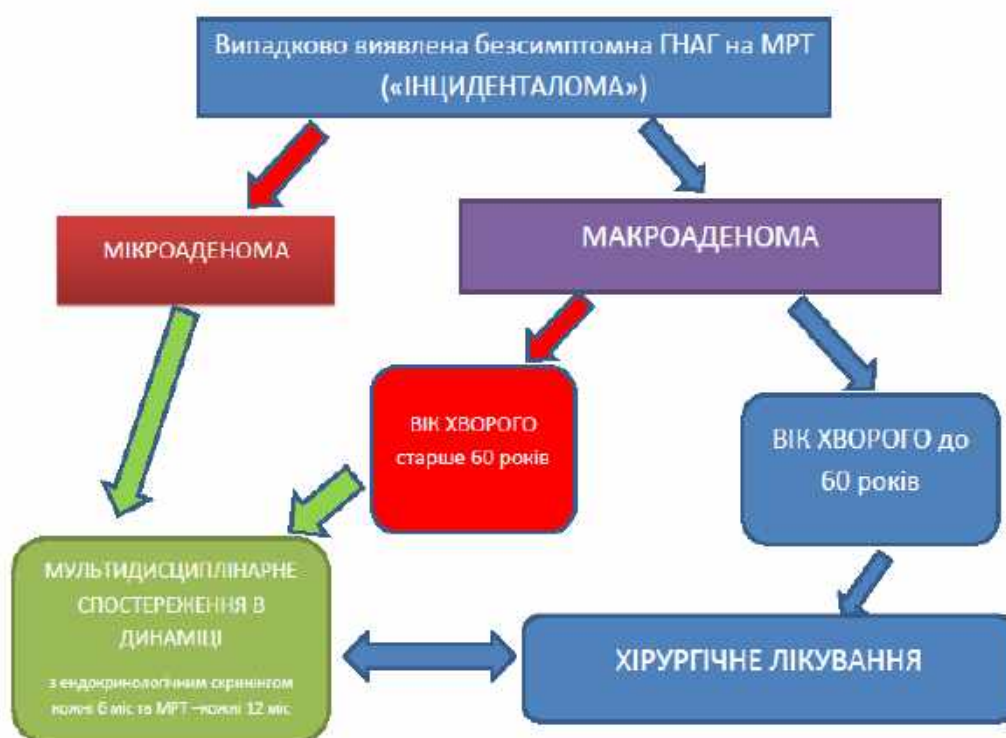 Випадково виявлена безсимптомна ГНАГ на МРТ
(«ІНЦИДЕНТАЛОМА»)
МІКРОАДЕНОМА
МАКРОАДЕНОМА
ВІК ХВОРОГО
старше 60 років
ВІК ХВОРОГО до
60 років
МУЛЬТИДИСЦИПЛІНАРНЕ
СПОСТЕРЕЖЕННЯ В
ДИНАМІЦІ
з ендокринологічним скринінгом
кожні 6 міс та МРТ –кожні 12 міс
ХІРУРГІЧНЕ ЛІКУВАННЯ